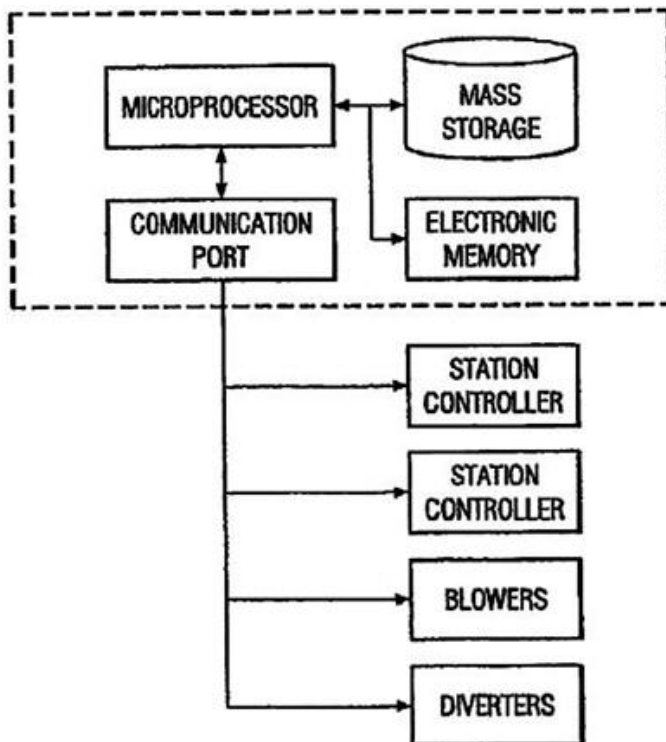 MICROPROCESSOR
MASS
STORAGE
COMMUNICATION
PORT
ELECTRONIC
MEMORY
STATION
CONTROLLER
STATION
CONTROLLER
BLOWERS
DIVERTERS